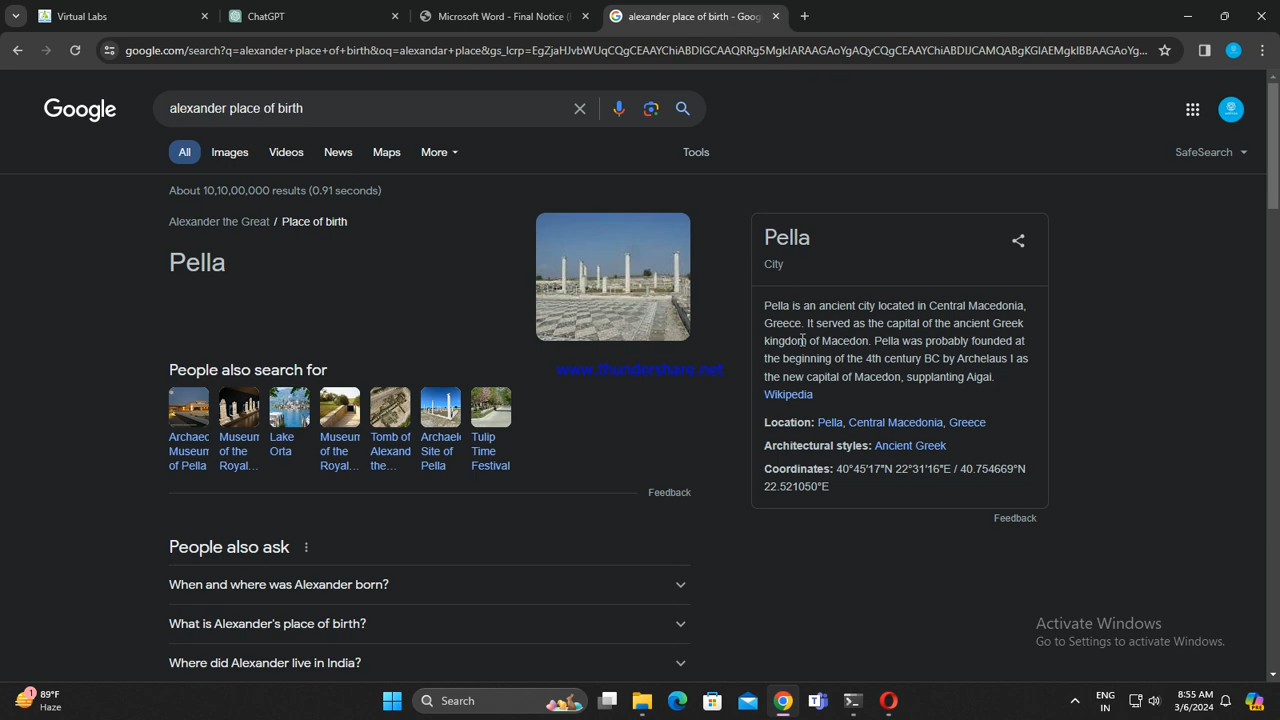 Virtual Labs
ChatGPT
Microsoft Word - Final Notice (
alexander place of birth - Goog
google.com/search?q=alexander+place+of+birth&oq=alexandar+place&gs_lcrp=EgZjaHJvbWUqCQgCEAAYChiABDIGCAAQRRg5MgkIARAAGAoYgAQyCQgCEAAYChiABDIJCAMQABgKGIAEMgkIBBAAGAoYg...
Google
alexander place of birth
All
Images
Videos
News
Maps
More
Tools
SafeSearch
About 10,10,00,000 results (0.91 seconds)
Alexander the Great / Place of birth
Pella
www.thundershare.net
People also search for
Archaec Museum of Pella
Museum of the Royal...
Lake Orta
Museum of the Royal...
Tomb of Alexand the...
Archael Site of Pella
Tulip Time Festival
Feedback
People also ask
When and where was Alexander born?
What is Alexander's place of birth?
Where did Alexander live in India?
Pella
City
Pella is an ancient city located in Central Macedonia,
Greece. It served as the capital of the ancient Greek
kingdom of Macedon. Pella was probably founded at
the beginning of the 4th century BC by Archelaus I as
the new capital of Macedon, supplanting Aigai.
Wikipedia
Location: Pella, Central Macedonia, Greece
Architectural styles: Ancient Greek
Coordinates: 40°45′17″N 22°31′16″E / 40.754669°N
22.521050°E
Feedback
Activate Windows
Go to Settings to activate Windows.
1
89°F
Haze
Search
ENG
IN
8:55 AM
3/6/2024